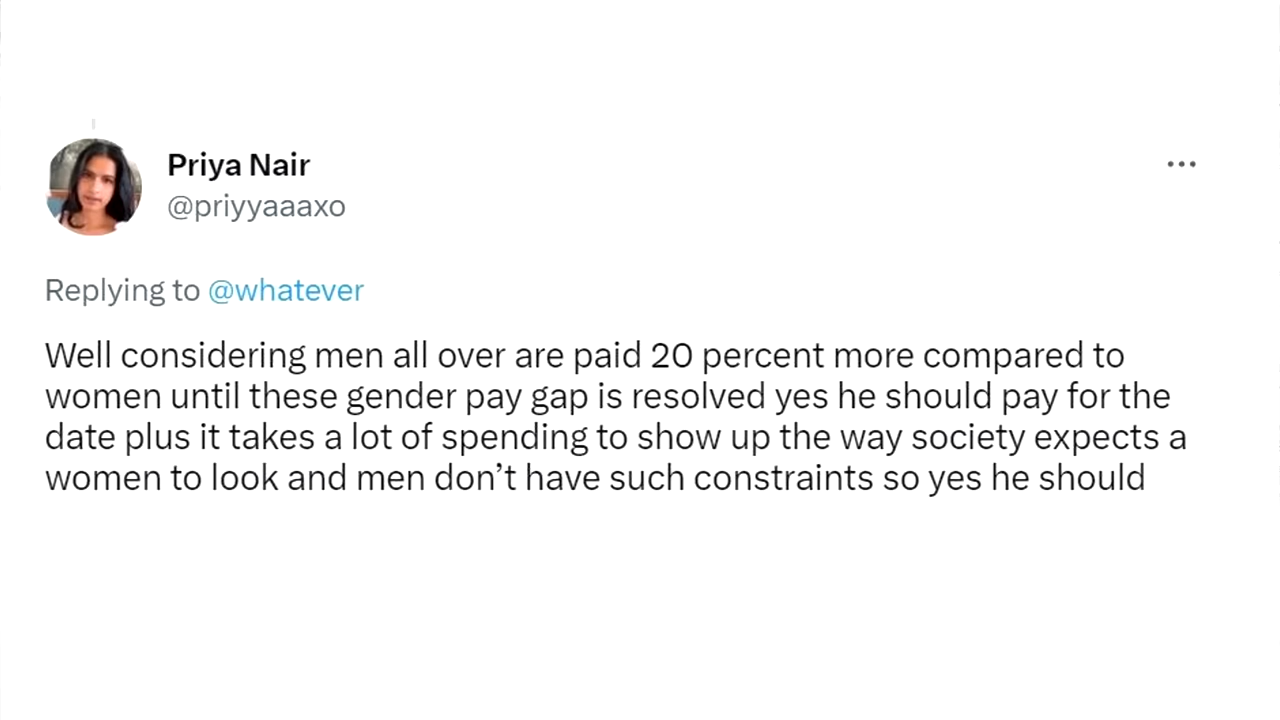 Priya Nair
@priyyaaaxo
Replying to @whatever
Well considering men all over are paid 20 percent more compared to
women until these gender pay gap is resolved yes he should pay for the
date plus it takes a lot of spending to show up the way society expects a
women to look and men don’t have such constraints so yes he should